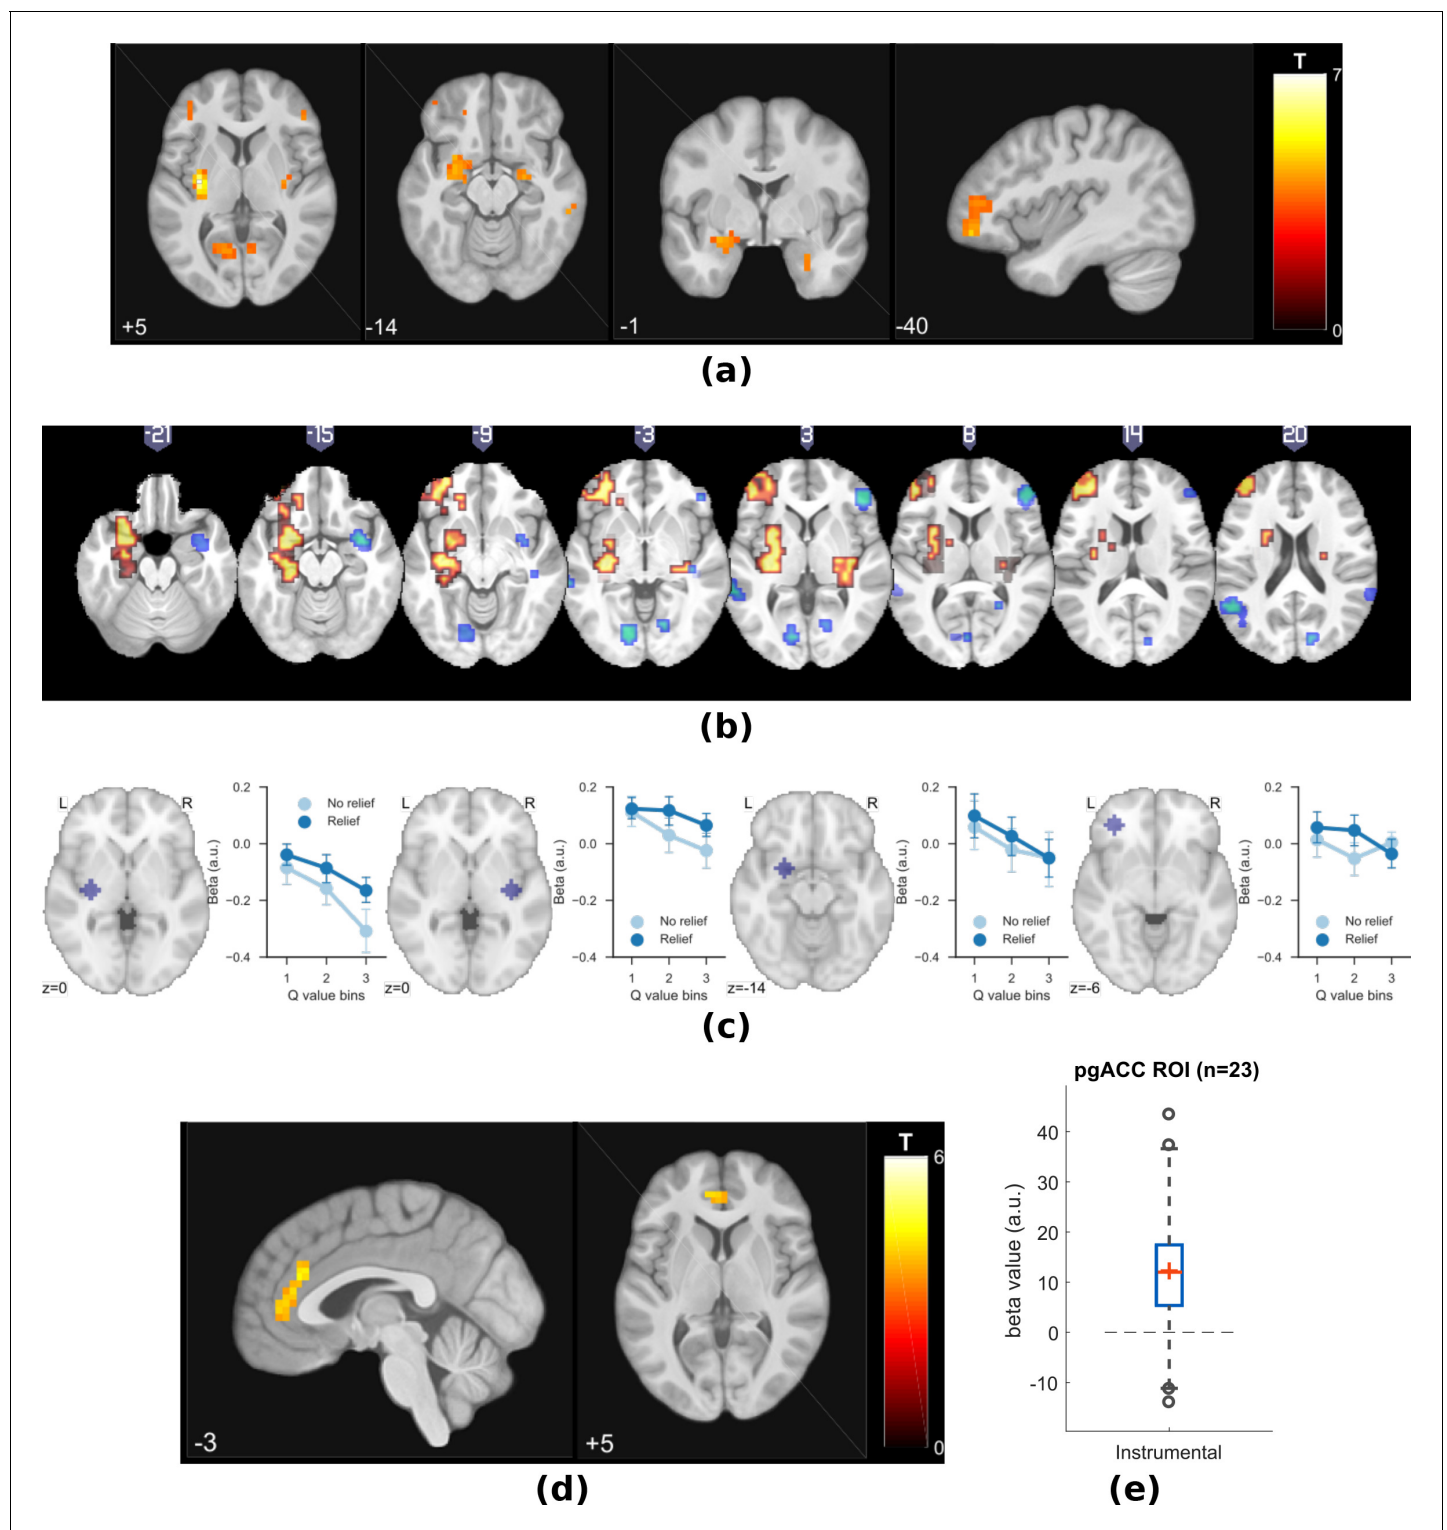 T
7
0
+5
-14
-1
-40
(a)
-21
-15
-9
-3
3
8
14
20
(b)
L
R
z=0
0.2
0.0
−0.2
−0.4
Beta (a.u.)
No relief
Relief
1
2
3
Q value bins
L
R
z=0
0.2
0.0
−0.2
−0.4
Beta (a.u.)
No relief
Relief
1
2
3
Q value bins
L
R
z=-14
0.2
0.0
−0.2
−0.4
Beta (a.u.)
No relief
Relief
1
2
3
Q value bins
L
R
z=-6
0.2
0.0
−0.2
−0.4
Beta (a.u.)
No relief
Relief
1
2
3
Q value bins
(c)
T
6
0
-3
+5
(d)
pgACC ROI (n=23)
beta value (a.u.)
40
30
20
10
0
-10
Instrumental
(e)